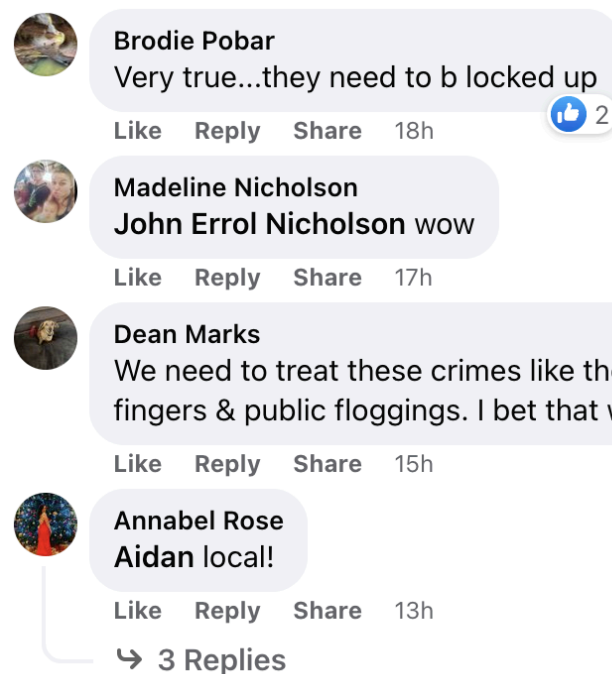 Brodie Pobar
Very true...they need to b locked up
2
Like Reply Share 18h
Madeline Nicholson
John Errol Nicholson wow
Like Reply Share 17h
Dean Marks
We need to treat these crimes like
fingers & public floggings. I bet that
Like Reply Share 15h
Annabel Rose
Aidan local!
Like Reply Share 13h
3 Replies